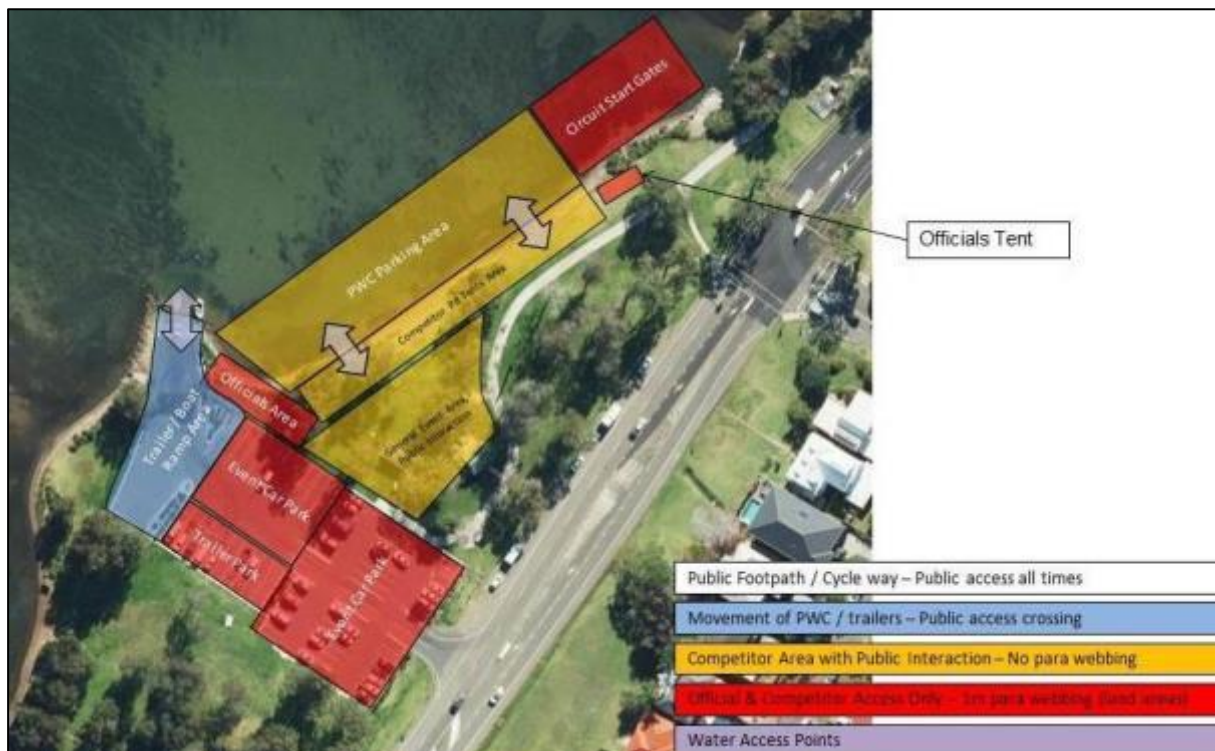 Circuit Start Gates
PWC Parking Area
Competitor Pit Tents Area
Officials Tent
Officials Area
General Event Area,
Public Interaction
Trailer / Boat
Ramp Area
Event Car Park
Trailer Park
Event Car Park
Public Footpath / Cycle way – Public access all times
Movement of PWC / trailers – Public access crossing
Competitor Area with Public Interaction – No para webbing
Official & Competitor Access Only – 1m para webbing (land areas)
Water Access Points